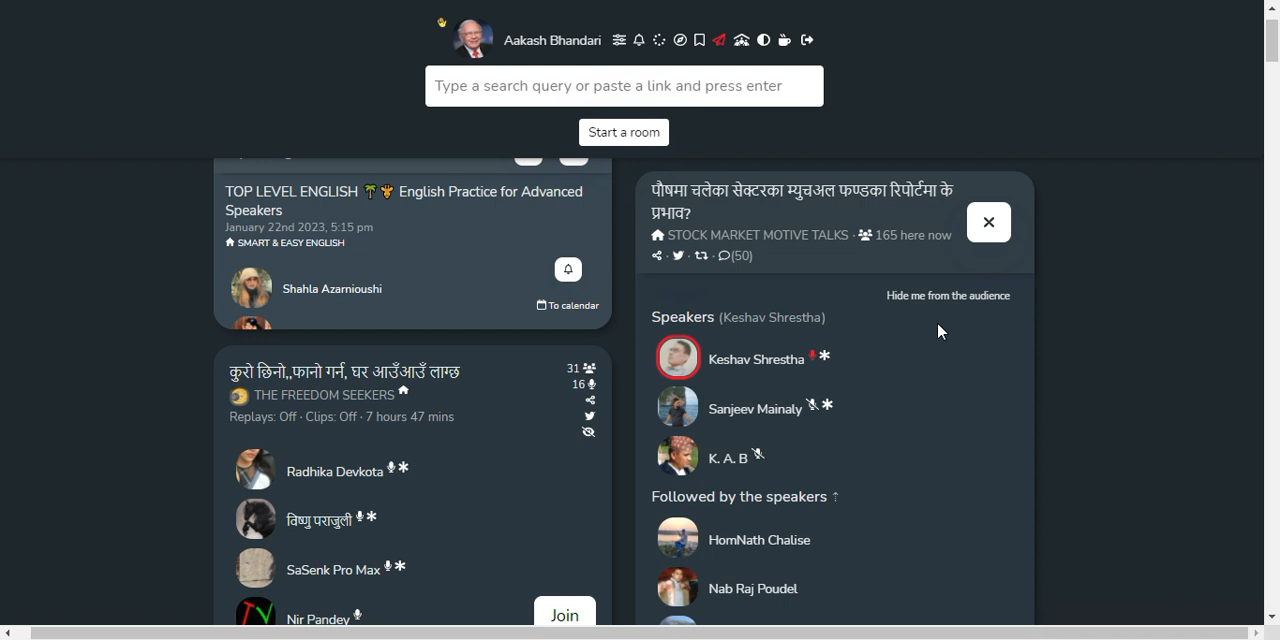 Aakash Bhandari
Type a search query or paste a link and press enter
Start a room
TOP LEVEL ENGLISH 🌴🦒 English Practice for Advanced
Speakers
January 22nd 2023, 5:15 pm
SMART & EASY ENGLISH
Shahla Azarnioushi
To calendar
कुरो छिनो,,फानो गर्न, घर आउँआउँ लाग्छ
31
16
THE FREEDOM SEEKERS
Replays: Off · Clips: Off · 7 hours 47 mins
Radhika Devkota
विष्णु पराजुली
SaSenk Pro Max
Nir Pandey
Join
पौषमा चलेका सेक्टरका म्युचअल फण्डका रिपोर्टमा के
प्रभाव?
STOCK MARKET MOTIVE TALKS · 165 here now
(50)
Hide me from the audience
Speakers (Keshav Shrestha)
Keshav Shrestha
Sanjeev Mainaly
K. A. B
Followed by the speakers ↑
HomNath Chalise
Nab Raj Poudel